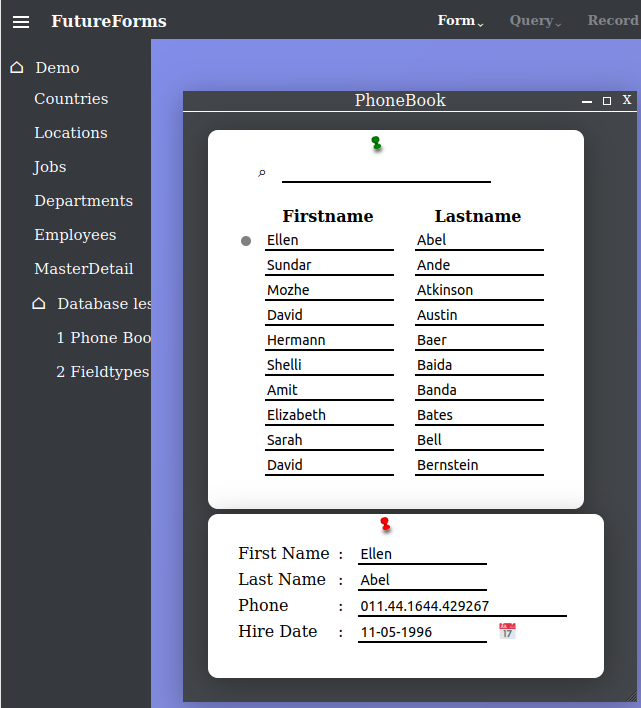 FutureForms Form Query Record
Demo
Countries
Locations
Jobs
Departments
Employees
MasterDetail
Database les
1 Phone Boo
2 Fieldtypes
PhoneBook X
Firstname Lastname
Ellen Abel
Sundar Ande
Mozhe Atkinson
David Austin
Hermann Baer
Shelli Baida
Amit Banda
Elizabeth Bates
Sarah Bell
David Bernstein
First Name : Ellen
Last Name : Abel
Phone : 011.44.1644.429267
Hire Date : 11-05-1996